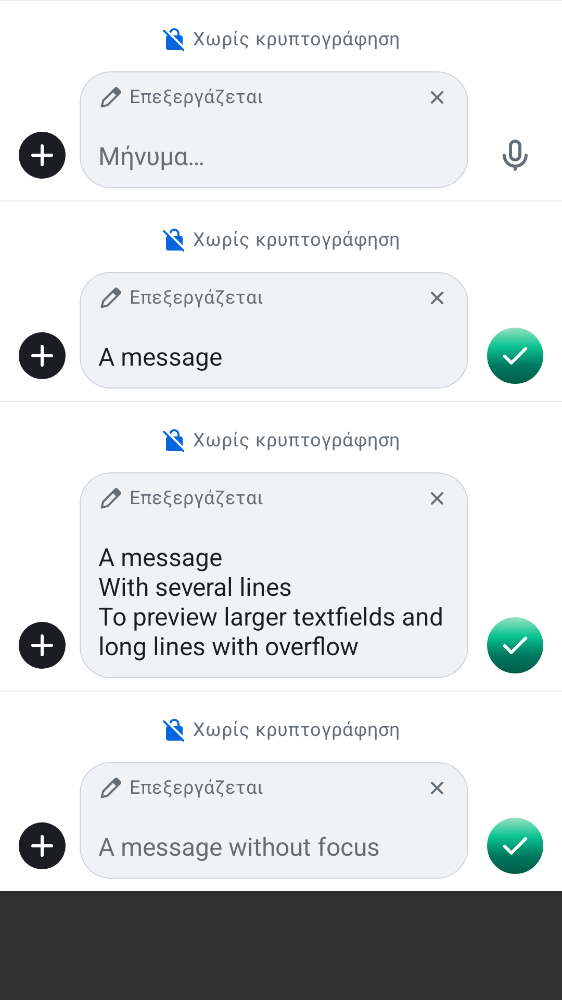 Χωρίς κρυπτογράφηση
Επεξεργάζεται
Μήνυμα…
Χωρίς κρυπτογράφηση
Επεξεργάζεται
A message
Χωρίς κρυπτογράφηση
Επεξεργάζεται
A message
With several lines
To preview larger textfields and
long lines with overflow
Χωρίς κρυπτογράφηση
Επεξεργάζεται
A message without focus